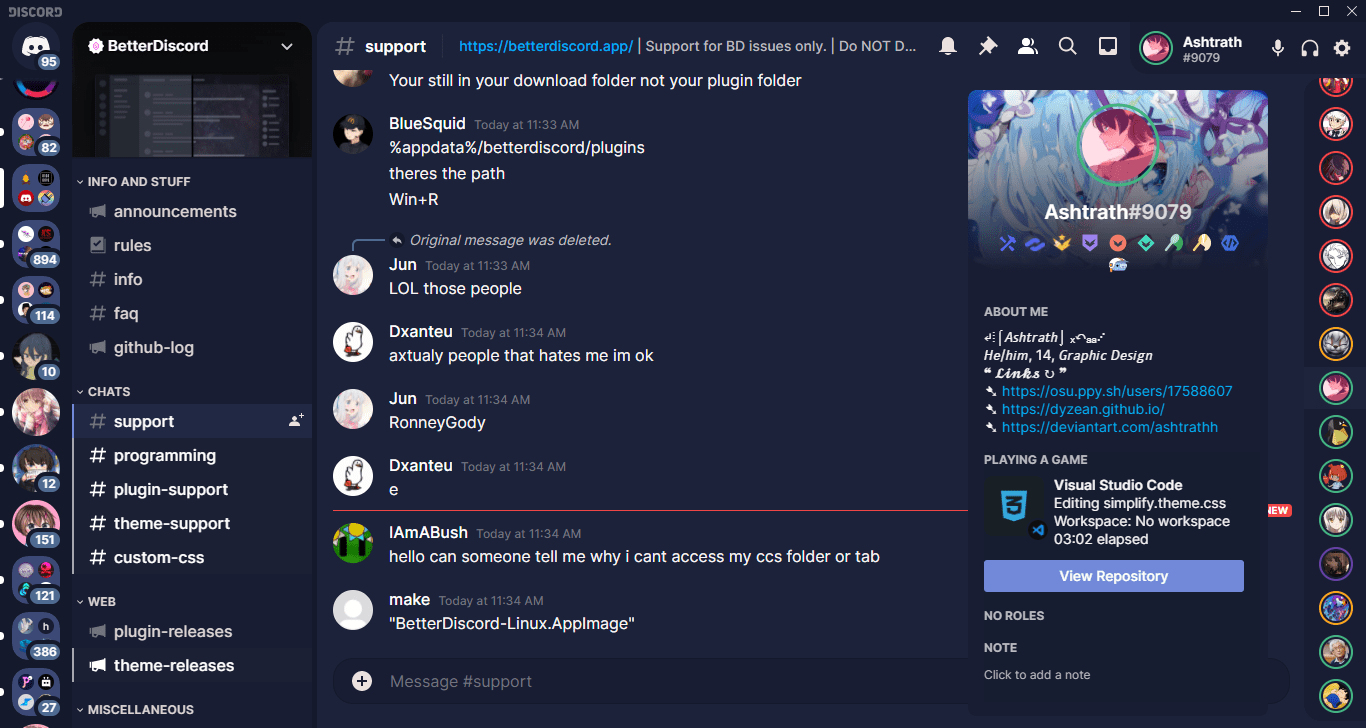 DISCORD
95
82
894
114
10
12
151
121
h
386
27
BetterDiscord
INFO AND STUFF
announcements
rules
info
faq
github-log
CHATS
support
programming
plugin-support
theme-support
custom-css
WEB
plugin-releases
theme-releases
MISCELLANEOUS
support
https://betterdiscord.app/ | Support for BD issues only. | Do NOT D...
Ashtrath
#9079
Your still in your download folder not your plugin folder
BlueSquid Today at 11:33 AM
%appdata%/betterdiscord/plugins
theres the path
Win+R
Original message was deleted.
Jun Today at 11:33 AM
LOL those people
Dxanteu Today at 11:34 AM
axtualy people that hates me im ok
Jun Today at 11:34 AM
RonneyGody
Dxanteu Today at 11:34 AM
e
NEW
IAmABush Today at 11:34 AM
hello can someone tell me why i cant access my ccs folder or tab
make Today at 11:34 AM
"BetterDiscord-Linux.AppImage"
Message #support
Ashtrath#9079
ABOUT ME
⌠Ashtrath⌡
He/him, 14, Graphic Design
❝ 𝓛𝓲𝓷𝓴𝓼 ↻ ❞
➷ https://osu.ppy.sh/users/17588607
➷ https://dyzean.github.io/
➷ https://deviantart.com/ashtrathh
PLAYING A GAME
Visual Studio Code
Editing simplify.theme.css
Workspace: No workspace
03:02 elapsed
View Repository
NO ROLES
NOTE
Click to add a note